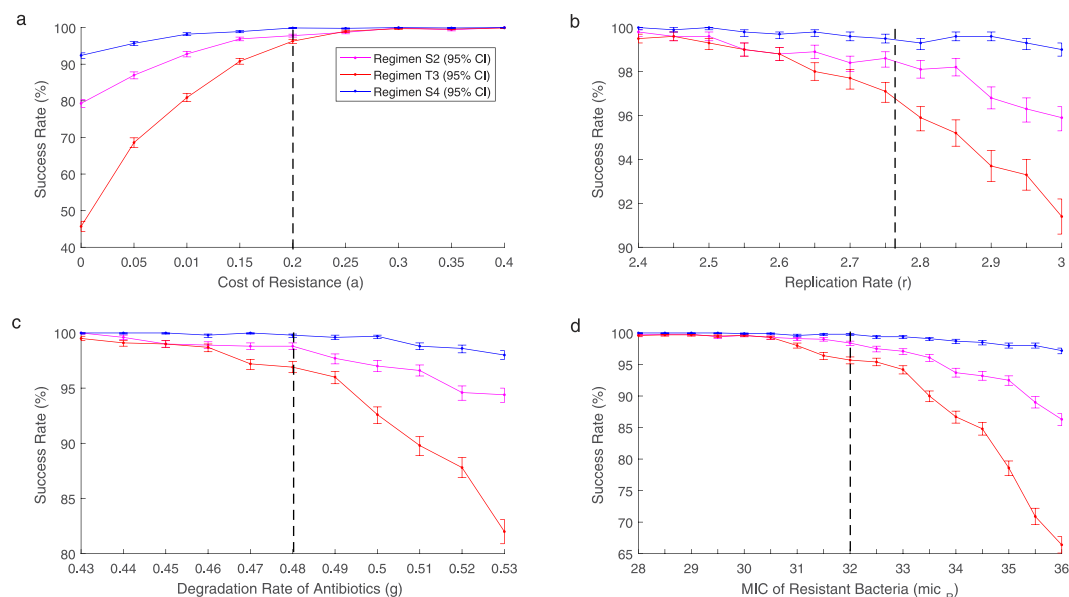 a
Success Rate (%)
100
90
80
70
60
50
40
0 0.05 0.01 0.15 0.2 0.25 0.3 0.35 0.4
Cost of Resistance (a)
Regimen S2 (95% CI)
Regimen T3 (95% CI)
Regimen S4 (95% CI)
b
Success Rate (%)
100
98
96
94
92
90
2.4 2.5 2.6 2.7 2.8 2.9 3
Replication Rate (r)
c
Success Rate (%)
100
95
90
85
80
0.43 0.44 0.45 0.46 0.47 0.48 0.49 0.5 0.51 0.52 0.53
Degradation Rate of Antibiotics (g)
d
Success Rate (%)
100
95
90
85
80
75
70
65
28 29 30 31 32 33 34 35 36
MIC of Resistant Bacteria (mic R)